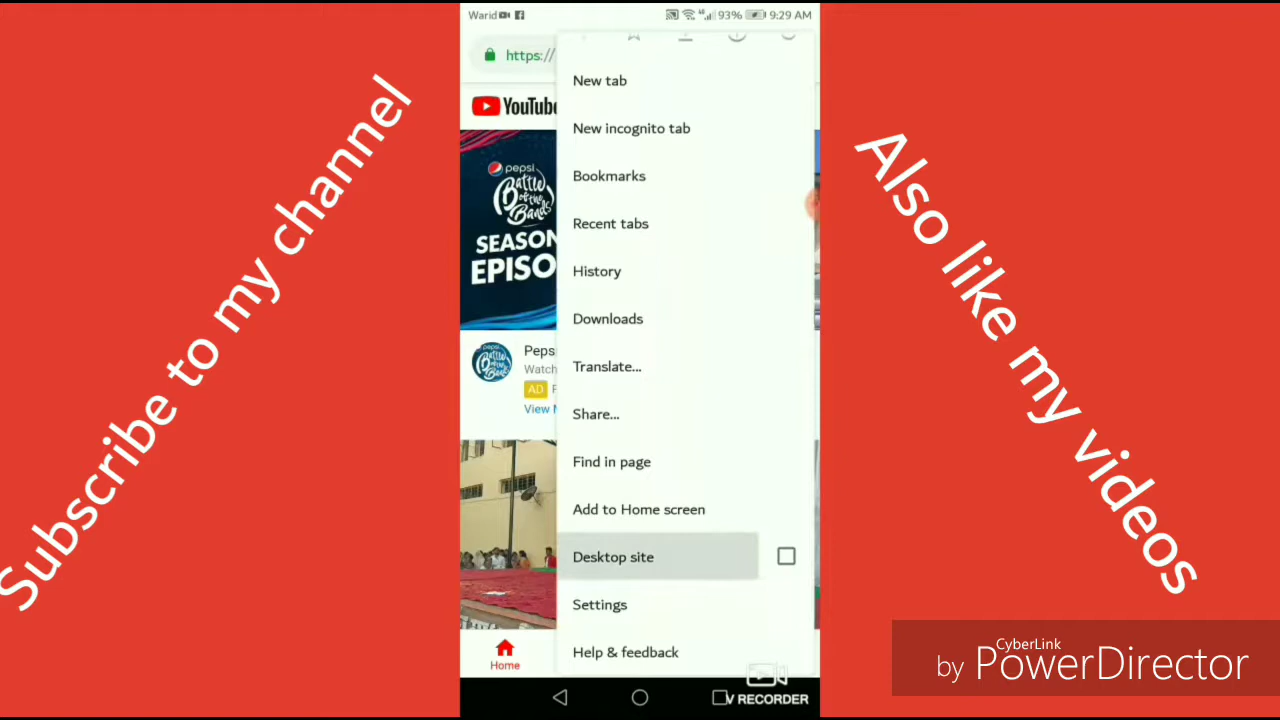 Subscribe to my channel
Warid
93%
9:29 AM
https://
YouTube
pepsi
Battle
of the
Bands
SEASON
EPISO
Peps
Watch
AD
View
New tab
New incognito tab
Bookmarks
Recent tabs
History
Downloads
Translate...
Share...
Find in page
Add to Home screen
Desktop site
Settings
Help & feedback
Home
V RECORDER
Also like my videos
CyberLink
by PowerDirector